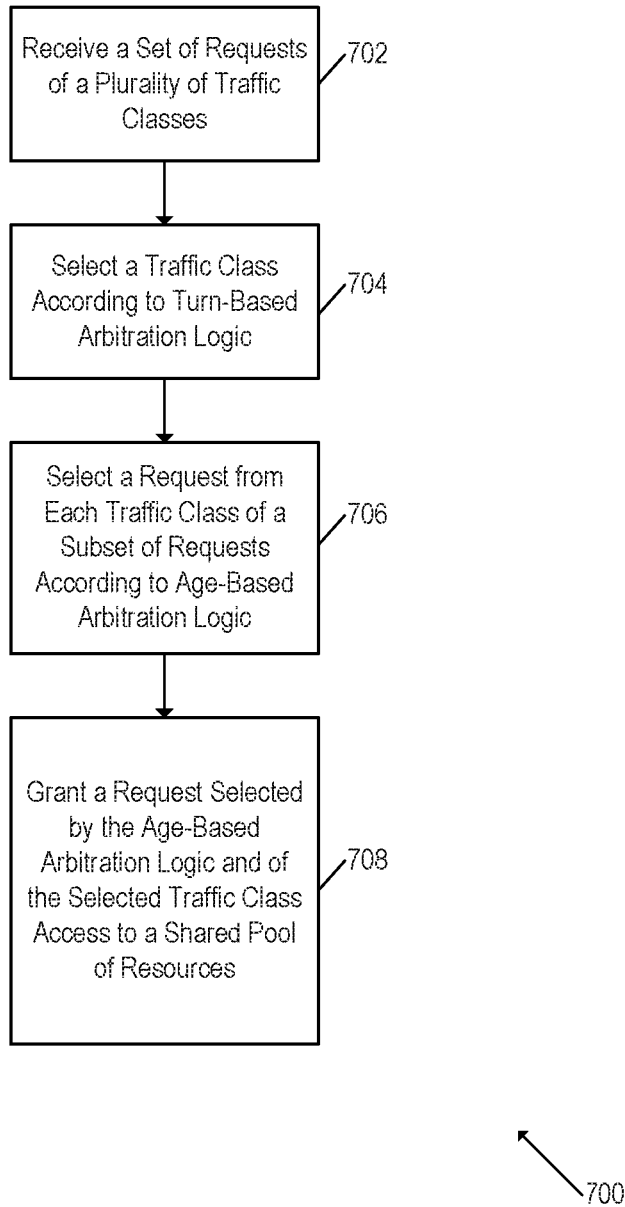 Receive a Set of Requests
of a Plurality of Traffic
Classes
702
Select a Traffic Class
According to Turn-Based
Arbitration Logic
704
Select a Request from
Each Traffic Class of a
Subset of Requests
According to Age-Based
Arbitration Logic
706
Grant a Request Selected
by the Age-Based
Arbitration Logic and of
the Selected Traffic Class
Access to a Shared Pool
of Resources
708
700